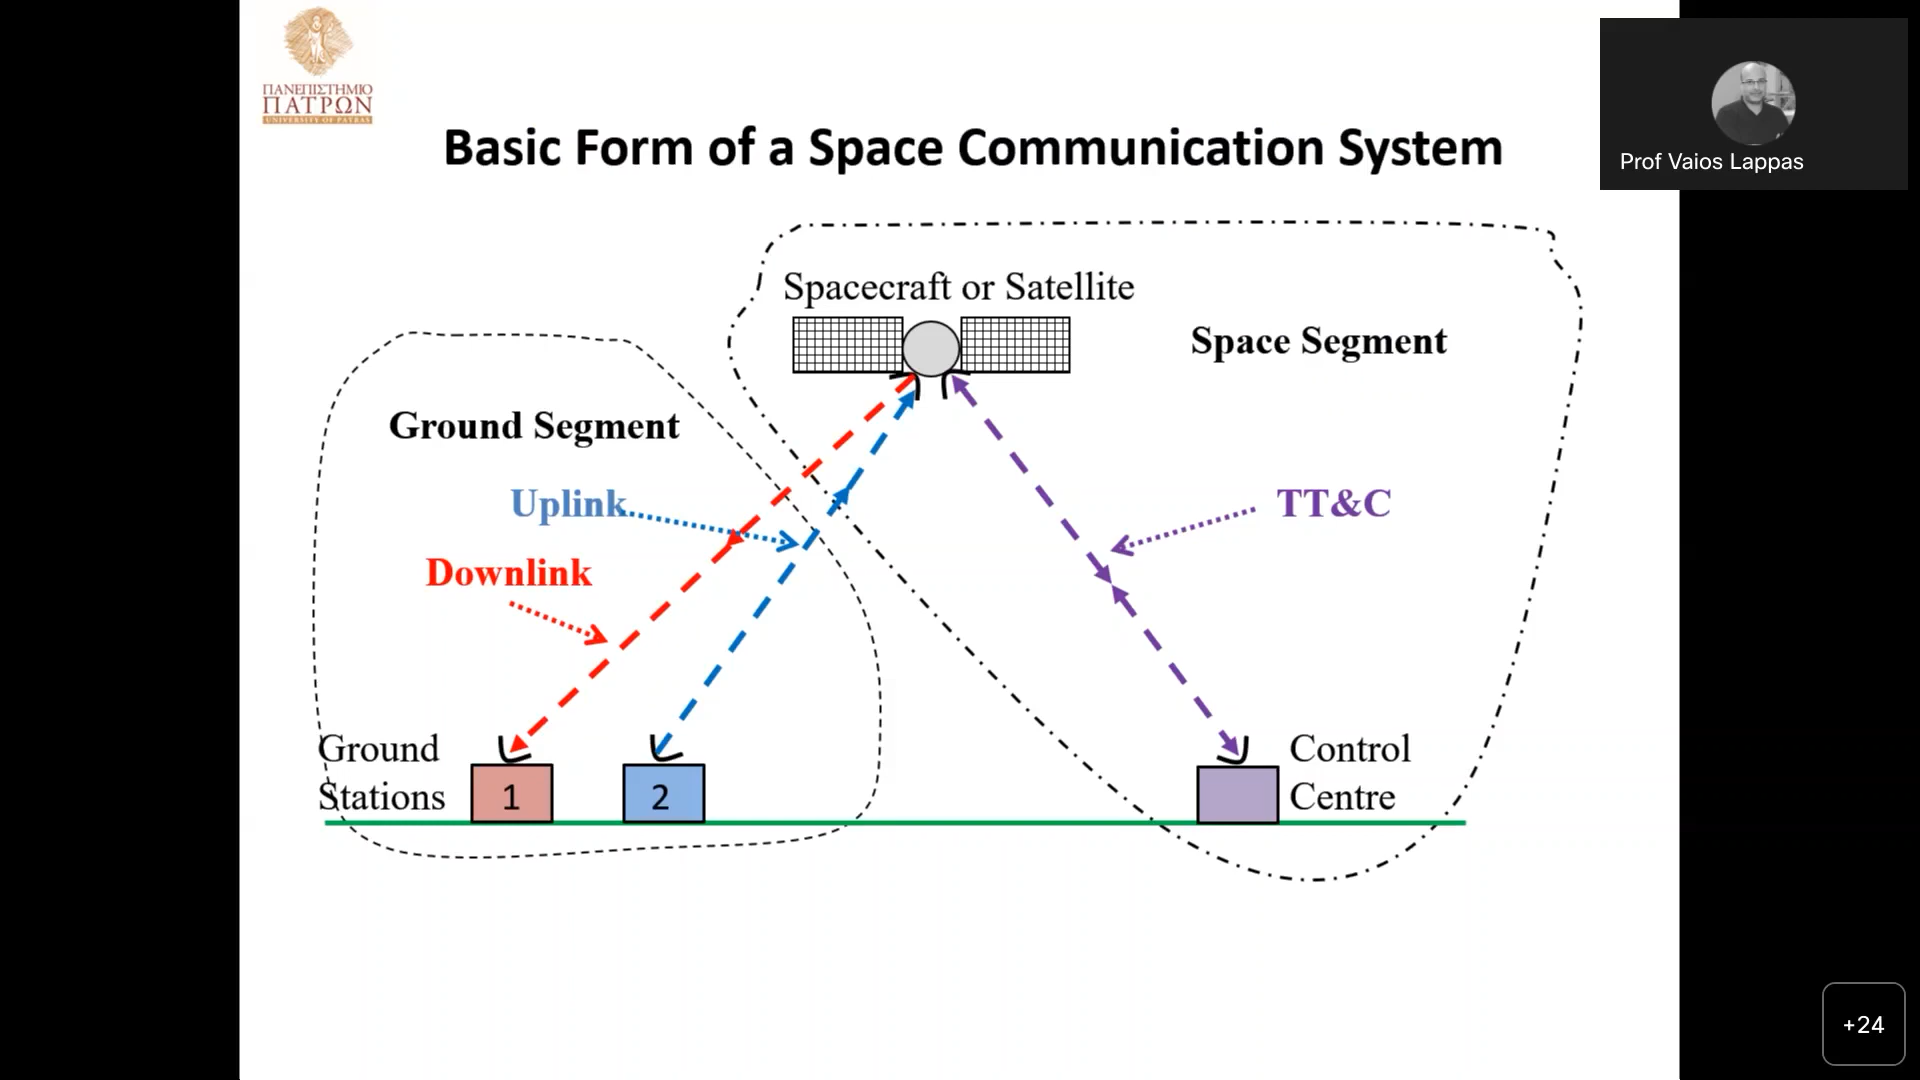 ΠΑΝΕΠΙΣΤΗΜΙΟ
ΠΑΤΡΩΝ
UNIVERSITY OF PATRAS
Prof Vaios Lappas
Basic Form of a Space Communication System
Spacecraft or Satellite
Space Segment
Ground Segment
Uplink
TT&C
Downlink
Ground
Stations
1
2
Control
Centre
+24